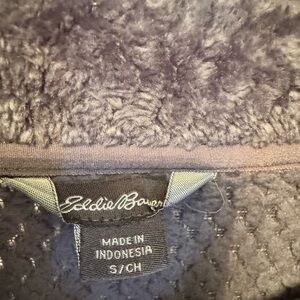 Eddie Bauer
MADE IN
INDONESIA
S/CH